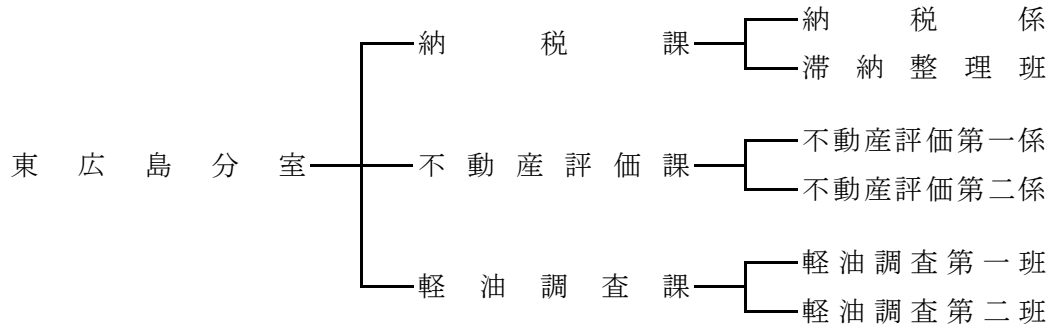 東広島分室
納税課
納税係
滞納整理班
不動産評価課
不動産評価第一係
不動産評価第二係
軽油調査課
軽油調査第一班
軽油調査第二班